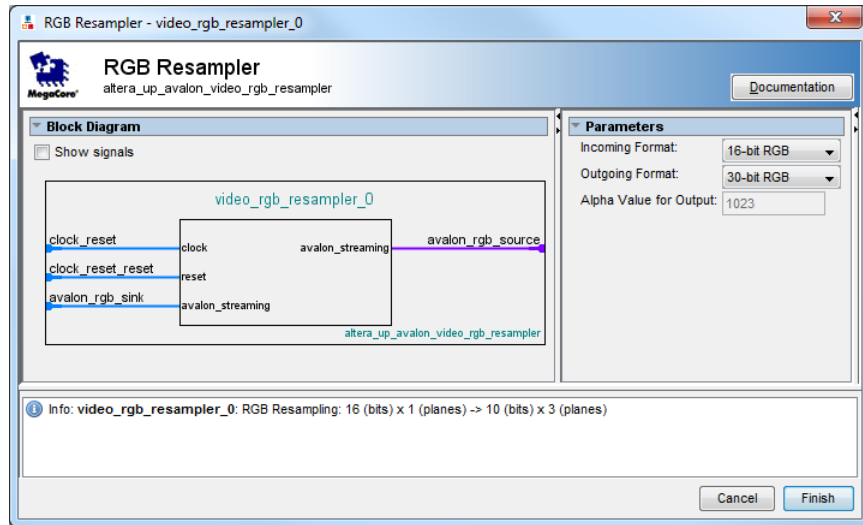 RGB Resampler - video_rgb_resampler_0
MegaCore'
RGB Resampler
altera_up_avalon_video_rgb_resampler
Documentation
Block Diagram
Show signals
video_rgb_resampler_0
clock_reset
clock
avalon_streaming
avalon_rgb_source
clock_reset_reset
reset
avalon_rgb_sink
avalon_streaming
altera_up_avalon_video_rgb_resampler
Parameters
Incoming Format: 16-bit RGB
Outgoing Format: 30-bit RGB
Alpha Value for Output: 1023
Info: video_rgb_resampler_0: RGB Resampling: 16 (bits) x 1 (planes) -> 10 (bits) x 3 (planes)
Cancel Finish